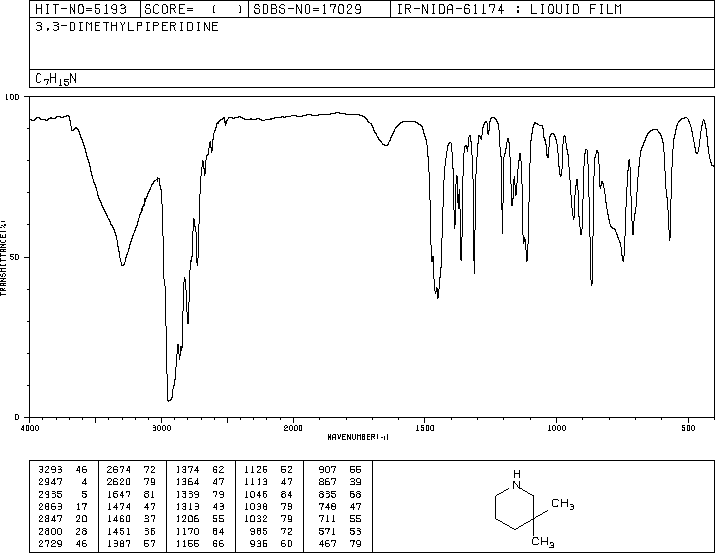 HIT-NO=5193 SCORE= ( ) SDBS-NO=17029 IR-NIDA-61174 : LIQUID FILM
3,3-DIMETHYLPIPERIDINE
C7H15N
100
50
0
TRANSMITTANCE(%)
4000 3000 2000 1500 1000 500
WAVENUMBER(-1)
3293 46 2674 72 1374 62 1126 52 907 55
2947 4 2620 79 1364 47 1113 47 867 39
2935 5 1647 81 1339 79 1046 84 835 68
2863 17 1474 47 1313 43 1038 79 748 47
2847 20 1460 37 1206 55 1032 79 711 55
2800 28 1451 36 1170 64 985 72 571 53
2729 46 1387 57 1155 66 936 60 467 79
H
N
CH3
CH3